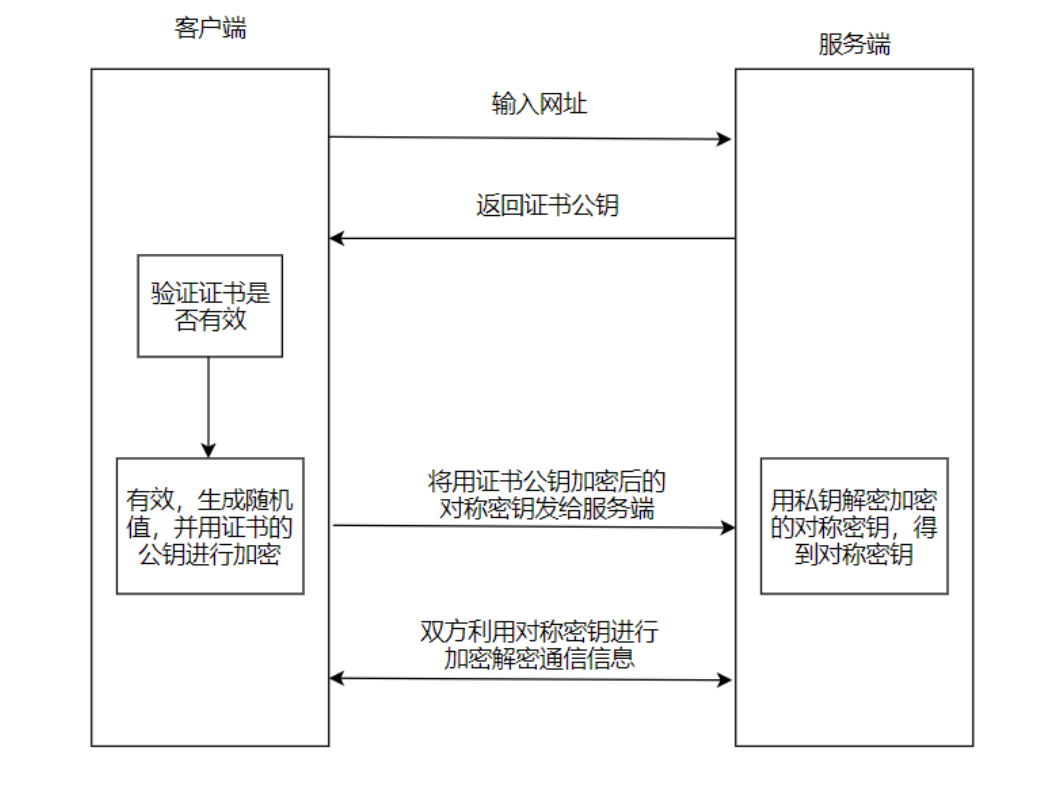 客户端
服务端
输入网址
返回证书公钥
验证证书是
否有效
有效，生成随机
值，并用证书的
公钥进行加密
将用证书公钥加密后的
对称密钥发给服务端
用私钥解密加密
的对称密钥，得
到对称密钥
双方利用对称密钥进行
加密解密通信信息